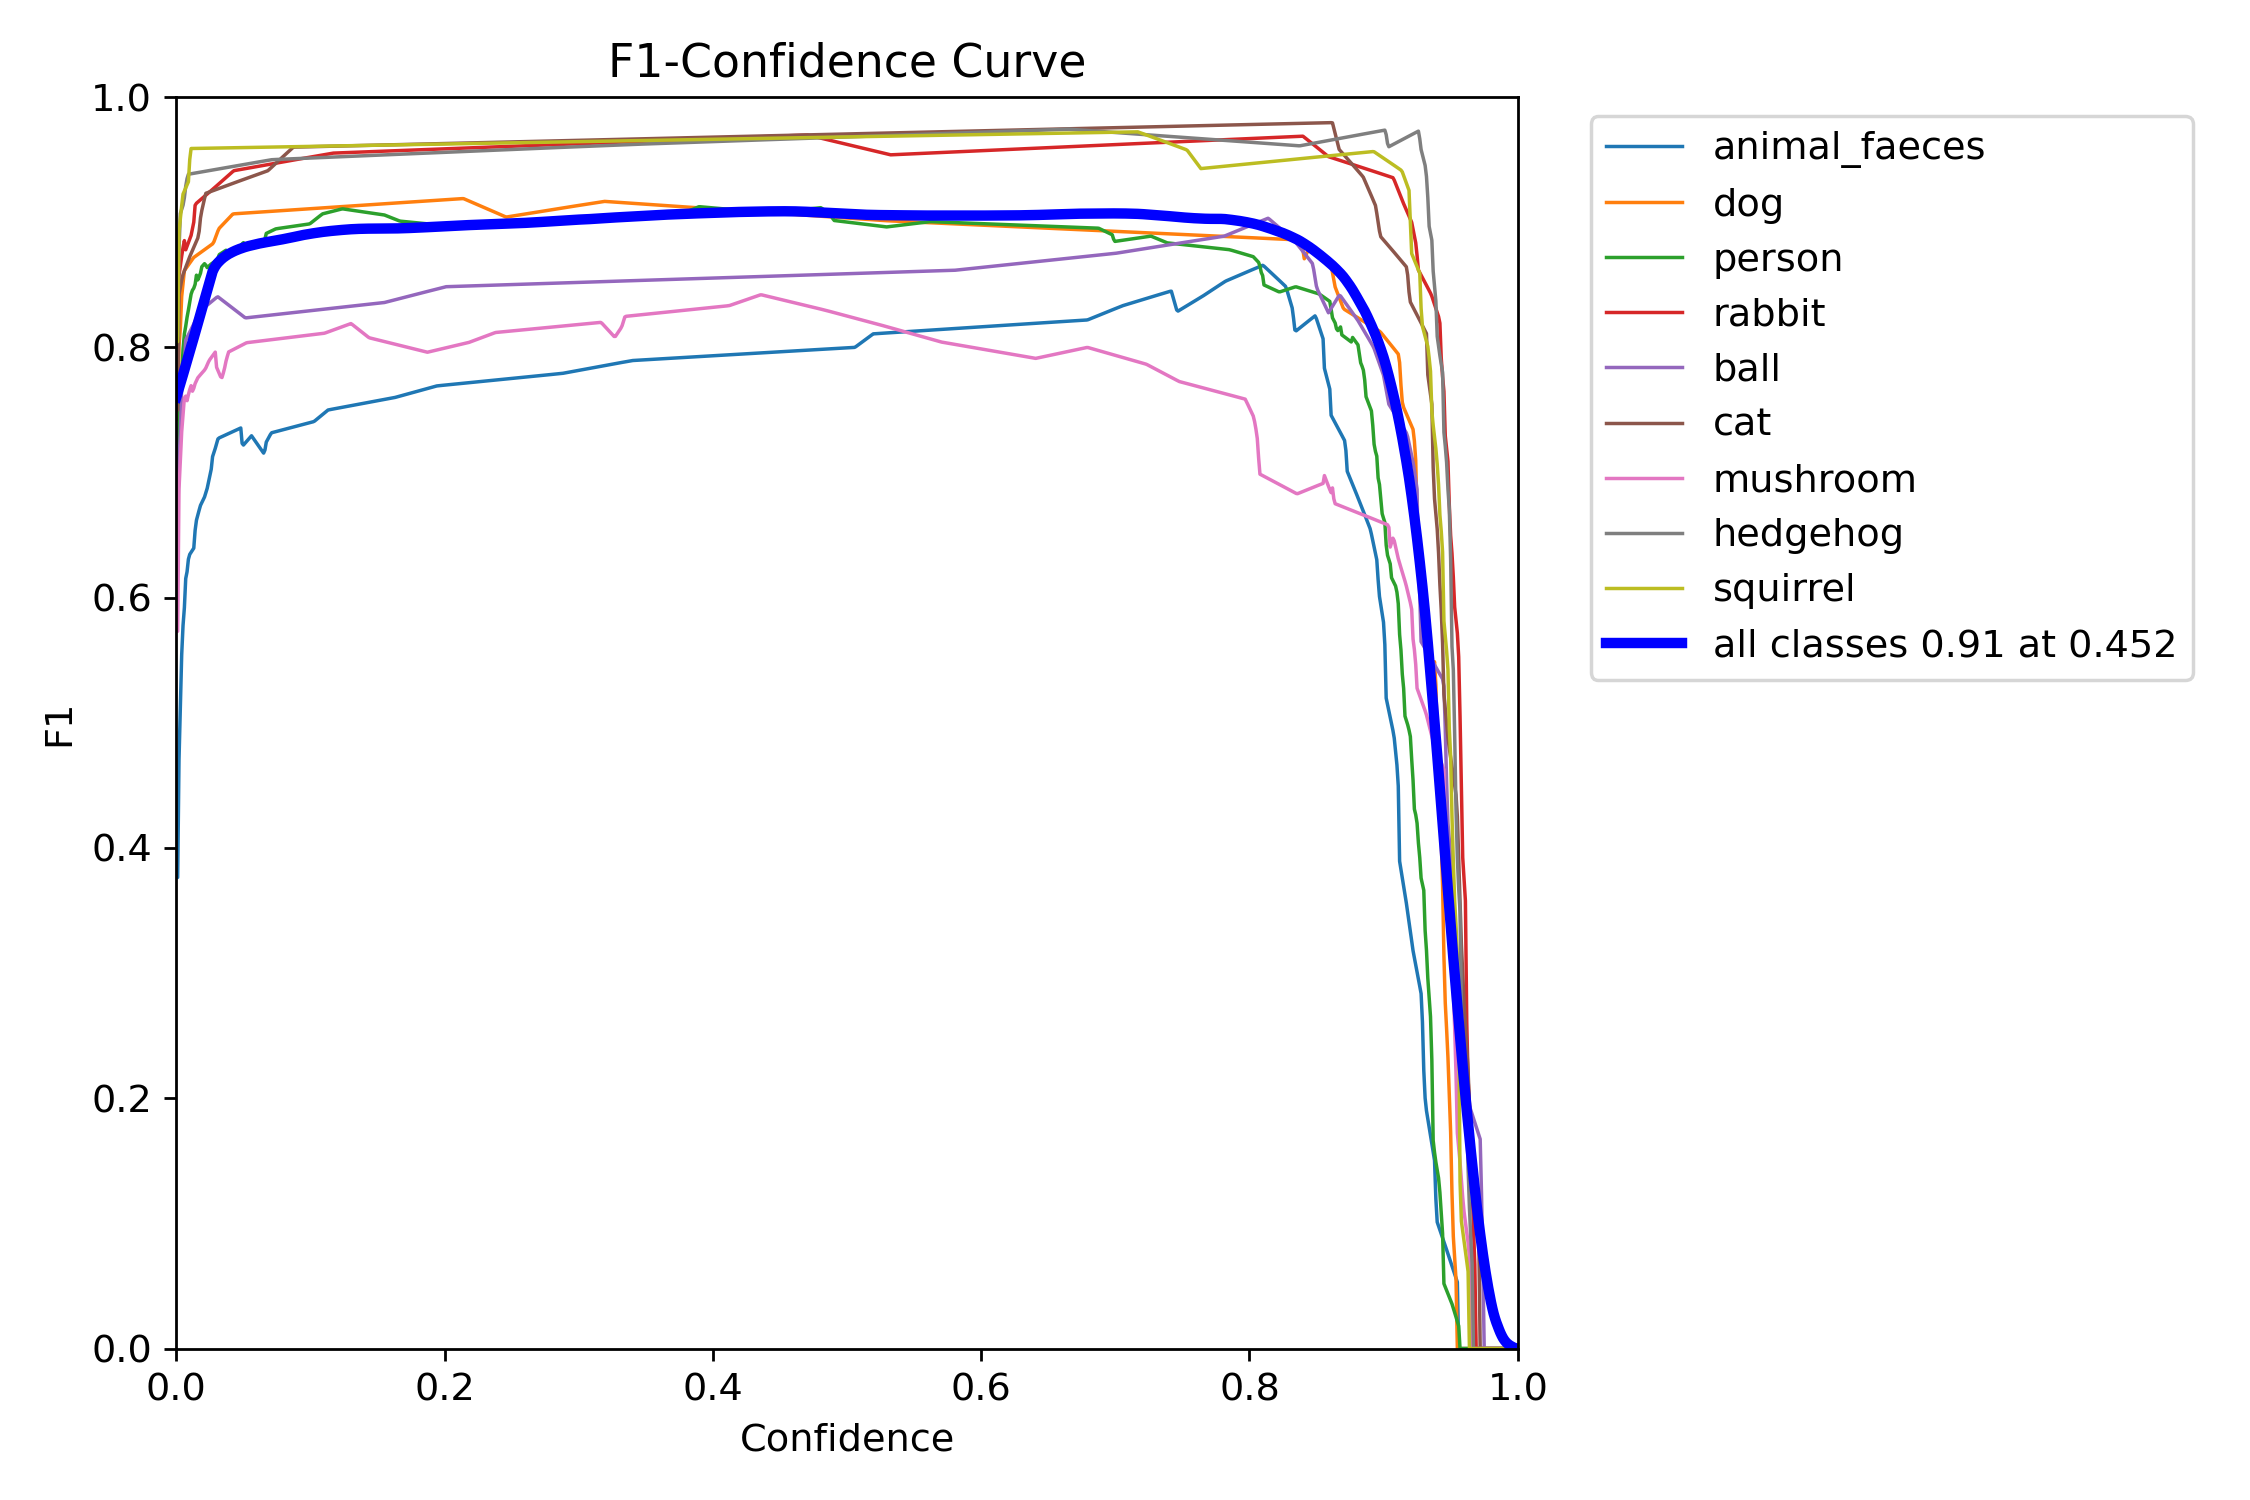 F1-Confidence Curve
1.0
0.8
0.6
0.4
0.2
0.0
F1
0.0 0.2 0.4 0.6 0.8 1.0
Confidence
animal_faeces
dog
person
rabbit
ball
cat
mushroom
hedgehog
squirrel
all classes 0.91 at 0.452